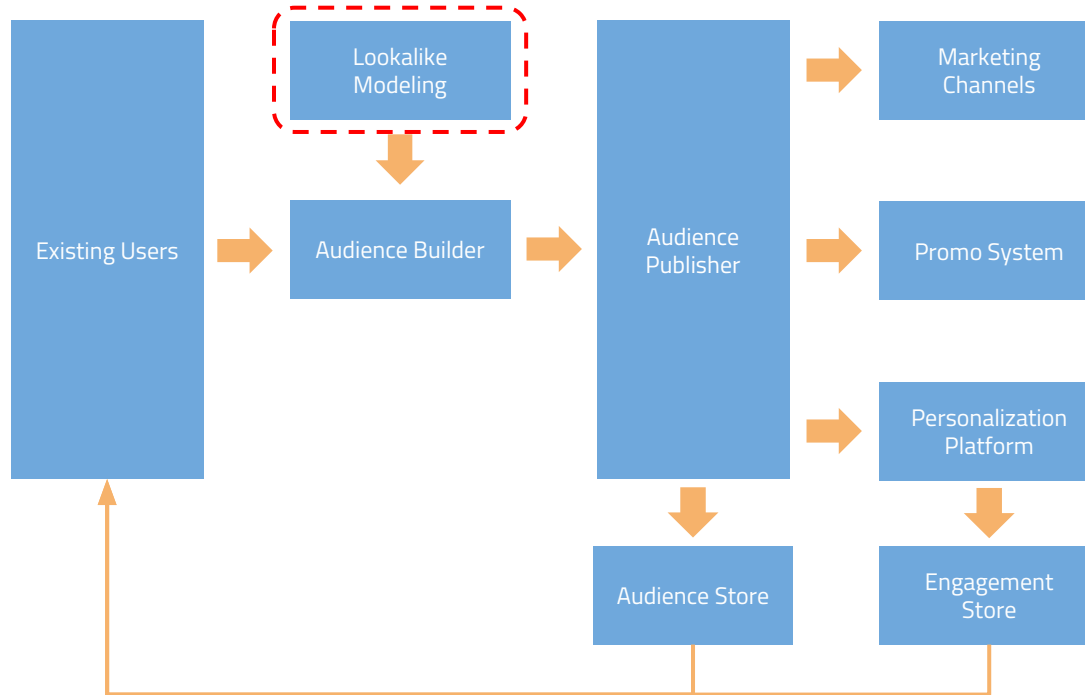 Lookalike
Modeling
Marketing
Channels
Existing Users
Audience Builder
Audience
Publisher
Promo System
Personalization
Platform
Audience Store
Engagement
Store